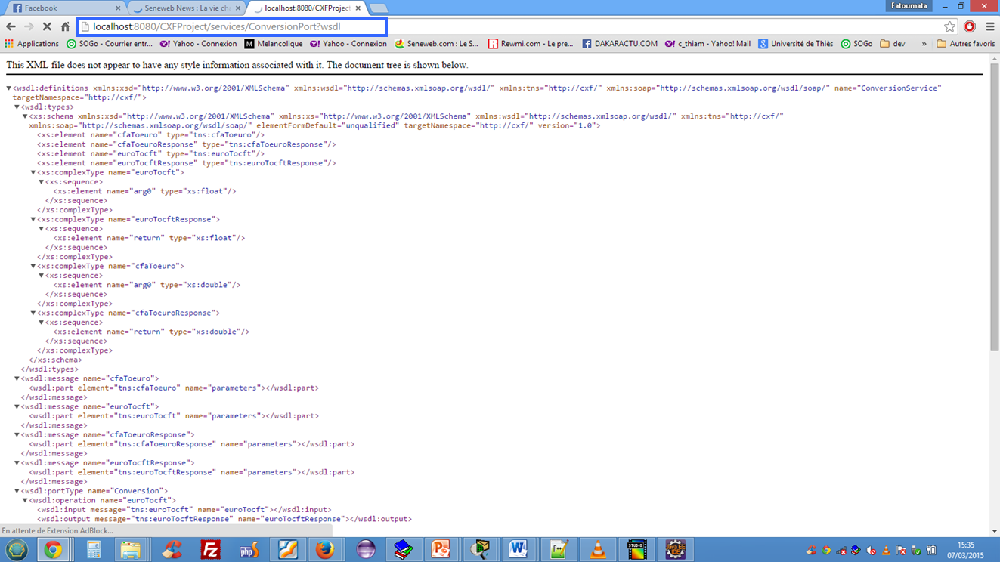 Facebook
Seneweb News : La vie cha
localhost:8080/CXFProject
Fatoumata
localhost:8080/CXFProject/services/ConversionPort?wsdl
Applications SOGo - Courrier entr... Yahoo - Connexion Melancolique Yahoo - Connexion Seneweb.com : Le S... Rewmi.com - Le pre... DAKARACTU.COM c_thiam - Yahoo! Mail Université de Thiès SOGo dev » Autres favoris
This XML file does not appear to have any style information associated with it. The document tree is shown below.
▼<wsdl:definitions xmlns:xsd="http://www.w3.org/2001/XMLSchema" xmlns:wsdl="http://schemas.xmlsoap.org/wsdl/" xmlns:tns="http://cxf/" xmlns:soap="http://schemas.xmlsoap.org/wsdl/soap/" name="ConversionService"
targetNamespace="http://cxf/">
▼<wsdl:types>
▼<xs:schema xmlns:xsd="http://www.w3.org/2001/XMLSchema" xmlns:xs="http://www.w3.org/2001/XMLSchema" xmlns:wsdl="http://schemas.xmlsoap.org/wsdl/" xmlns:tns="http://cxf/"
xmlns:soap="http://schemas.xmlsoap.org/wsdl/soap/" elementFormDefault="unqualified" targetNamespace="http://cxf/" version="1.0">
<xs:element name="cfaToeuro" type="tns:cfaToeuro"/>
<xs:element name="cfaToeuroResponse" type="tns:cfaToeuroResponse"/>
<xs:element name="euroTocft" type="tns:euroTocft"/>
<xs:element name="euroTocftResponse" type="tns:euroTocftResponse"/>
▼<xs:complexType name="euroTocft">
▼<xs:sequence>
<xs:element name="arg0" type="xs:float"/>
</xs:sequence>
</xs:complexType>
▼<xs:complexType name="euroTocftResponse">
▼<xs:sequence>
<xs:element name="return" type="xs:float"/>
</xs:sequence>
</xs:complexType>
▼<xs:complexType name="cfaToeuro">
▼<xs:sequence>
<xs:element name="arg0" type="xs:double"/>
</xs:sequence>
</xs:complexType>
▼<xs:complexType name="cfaToeuroResponse">
▼<xs:sequence>
<xs:element name="return" type="xs:double"/>
</xs:sequence>
</xs:complexType>
</xs:schema>
</wsdl:types>
▼<wsdl:message name="cfaToeuro">
<wsdl:part element="tns:cfaToeuro" name="parameters"></wsdl:part>
</wsdl:message>
▼<wsdl:message name="euroTocft">
<wsdl:part element="tns:euroTocft" name="parameters"></wsdl:part>
</wsdl:message>
▼<wsdl:message name="cfaToeuroResponse">
<wsdl:part element="tns:cfaToeuroResponse" name="parameters"></wsdl:part>
</wsdl:message>
▼<wsdl:message name="euroTocftResponse">
<wsdl:part element="tns:euroTocftResponse" name="parameters"></wsdl:part>
</wsdl:message>
▼<wsdl:portType name="Conversion">
▼<wsdl:operation name="euroTocft">
<wsdl:input message="tns:euroTocft" name="euroTocft"></wsdl:input>
<wsdl:output message="tns:euroTocftResponse" name="euroTocftResponse"></wsdl:output>
En attente de Extension AdBlock...
15:35
07/03/2015